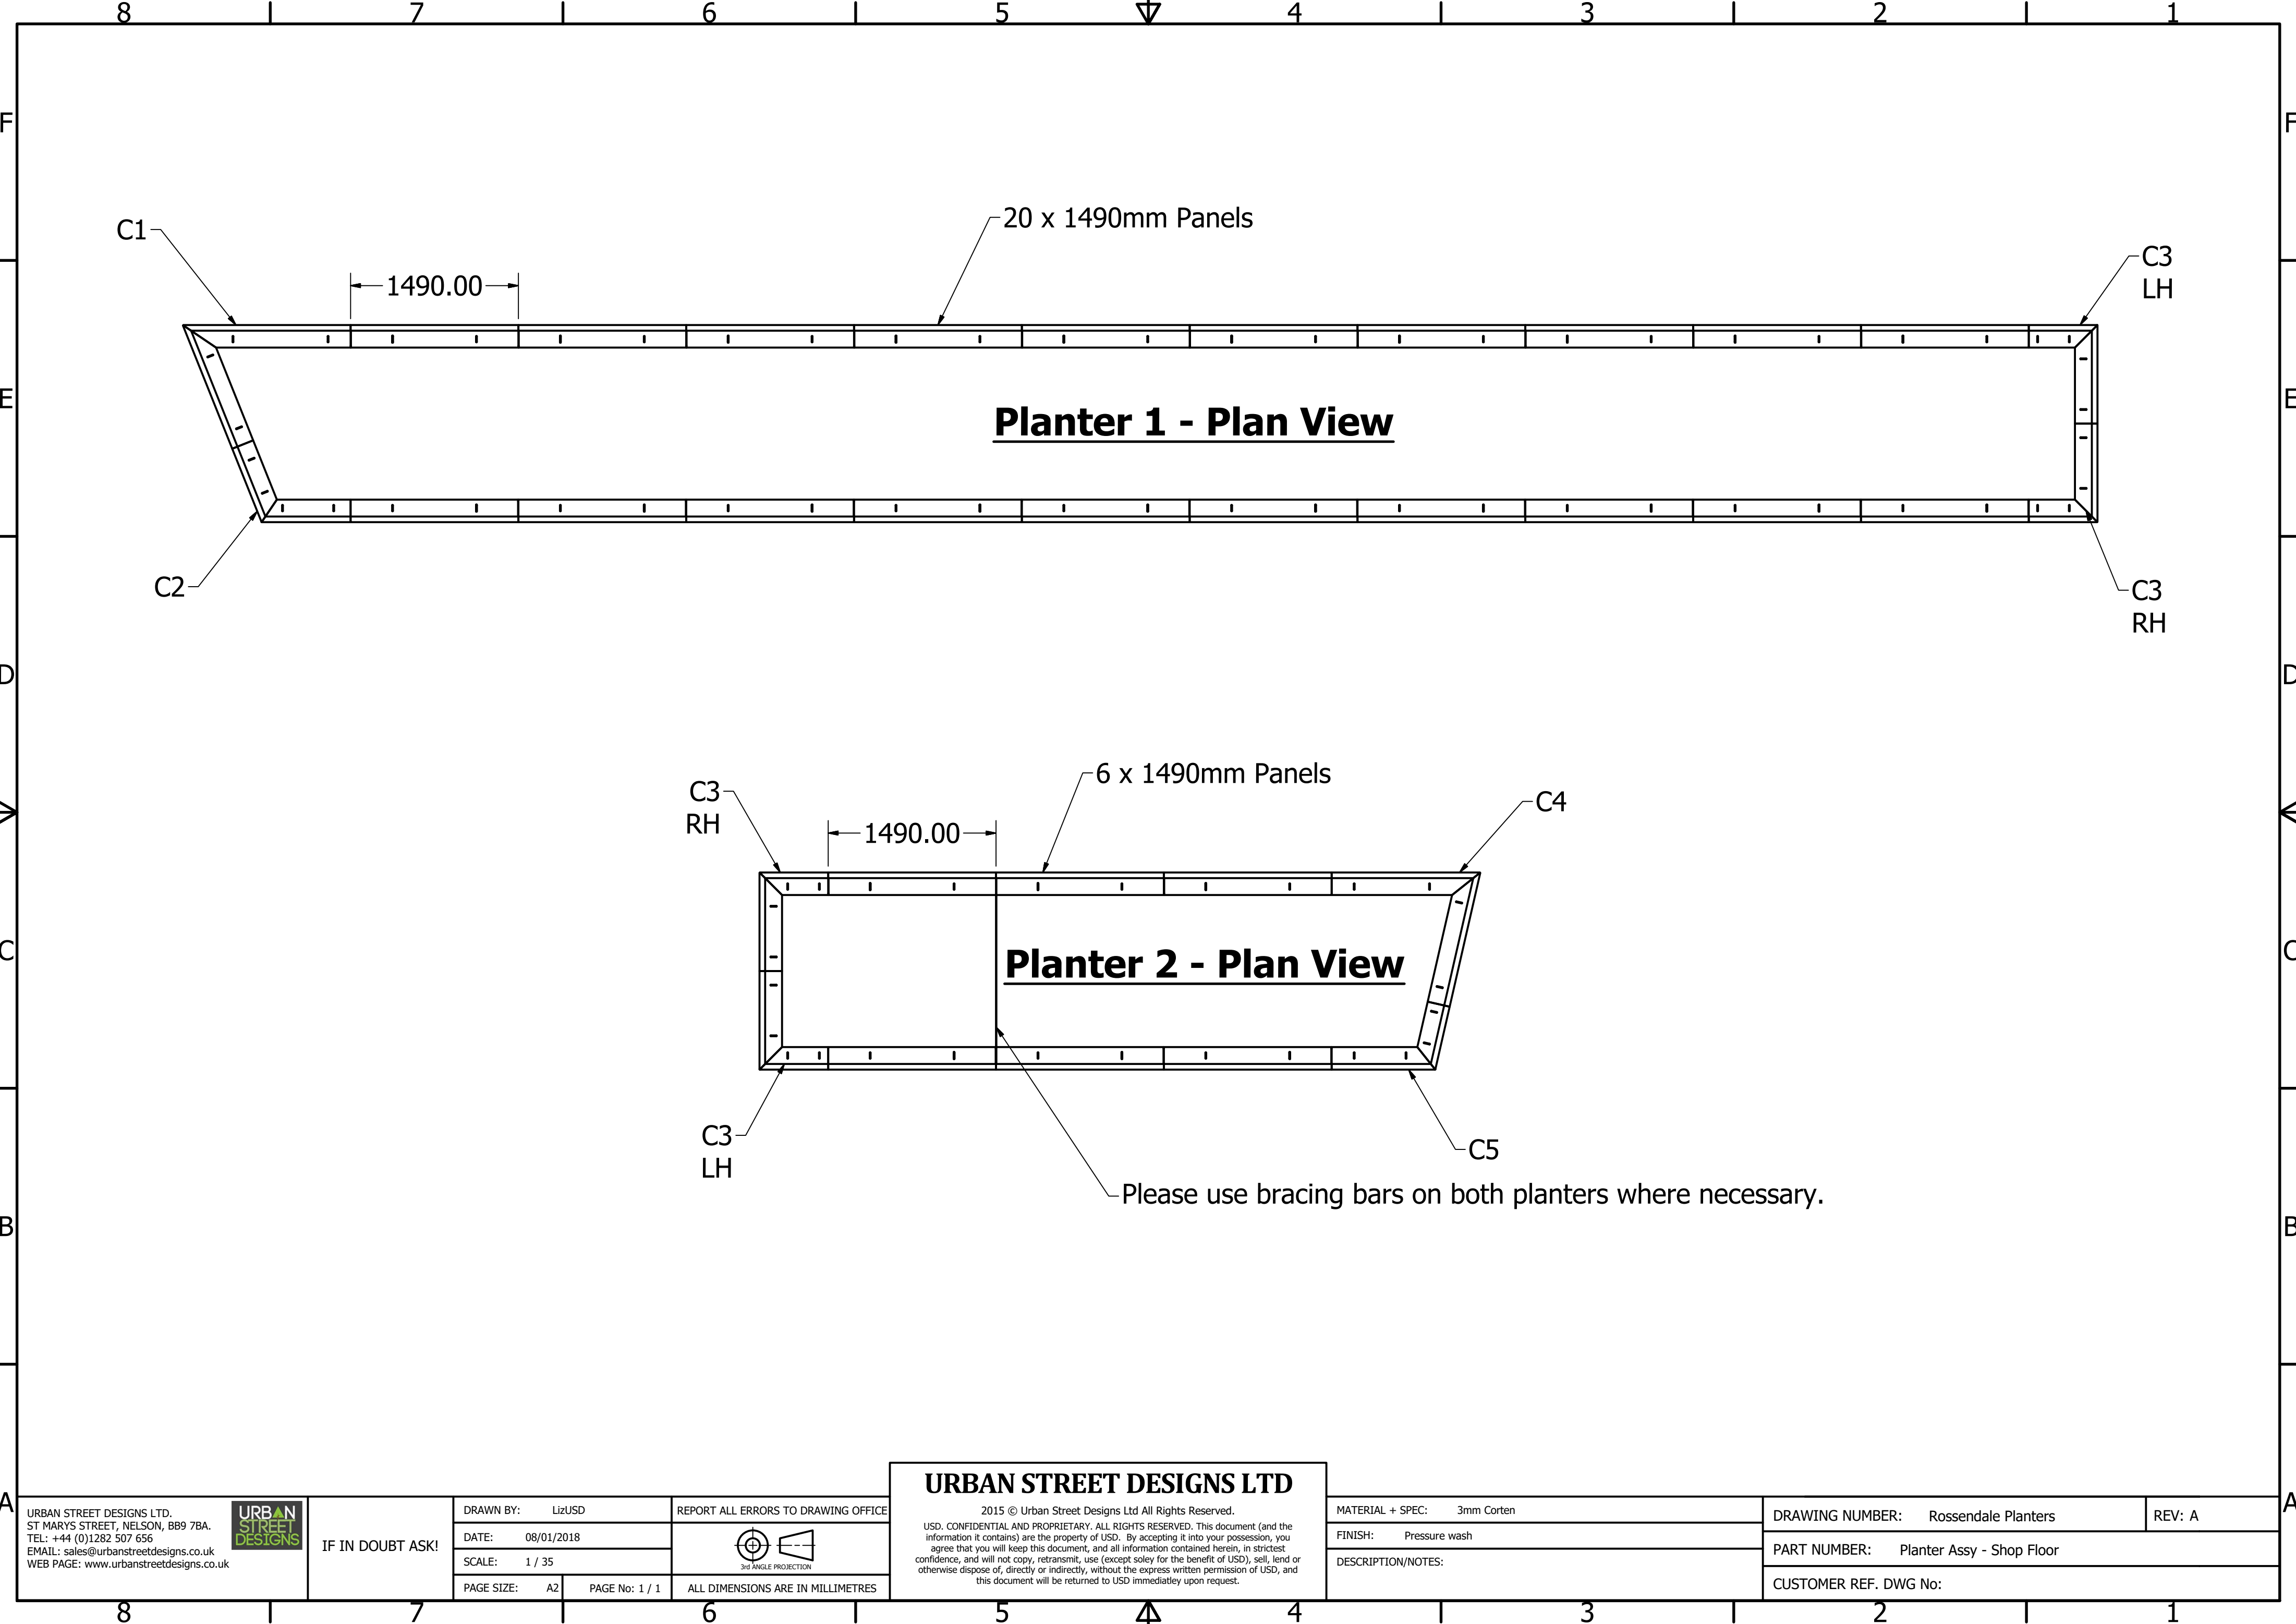 8 7 6 5 4 3 2 1
F F
20 x 1490mm Panels
C1
1490.00
C3
LH
E E
Planter 1 - Plan View
C2
C3
RH
D D
6 x 1490mm Panels
C3
RH
C4
1490.00
C C
Planter 2 - Plan View
C3
LH
C5
Please use bracing bars on both planters where necessary.
B B
A A
URBAN STREET DESIGNS LTD.
ST MARYS STREET, NELSON, BB9 7BA.
TEL: +44 (0)1282 507 656
EMAIL: sales@urbanstreetdesigns.co.uk
WEB PAGE: www.urbanstreetdesigns.co.uk
URBAN
STREET
DESIGNS
IF IN DOUBT ASK!
DRAWN BY: LizUSD
DATE: 08/01/2018
SCALE: 1 / 35
PAGE SIZE: A2 PAGE No: 1 / 1
REPORT ALL ERRORS TO DRAWING OFFICE
3rd ANGLE PROJECTION
ALL DIMENSIONS ARE IN MILLIMETRES
URBAN STREET DESIGNS LTD
2015 © Urban Street Designs Ltd All Rights Reserved.
USD. CONFIDENTIAL AND PROPRIETARY. ALL RIGHTS RESERVED. This document (and the
information it contains) are the property of USD. By accepting it into your possession, you
agree that you will keep this document, and all information contained herein, in strictest
confidence, and will not copy, retransmit, use (except soley for the benefit of USD), sell, lend or
otherwise dispose of, directly or indirectly, without the express written permission of USD, and
this document will be returned to USD immediatley upon request.
MATERIAL + SPEC: 3mm Corten
FINISH: Pressure wash
DESCRIPTION/NOTES:
DRAWING NUMBER: Rossendale Planters
REV: A
PART NUMBER: Planter Assy - Shop Floor
CUSTOMER REF. DWG No:
8 7 6 5 4 3 2 1